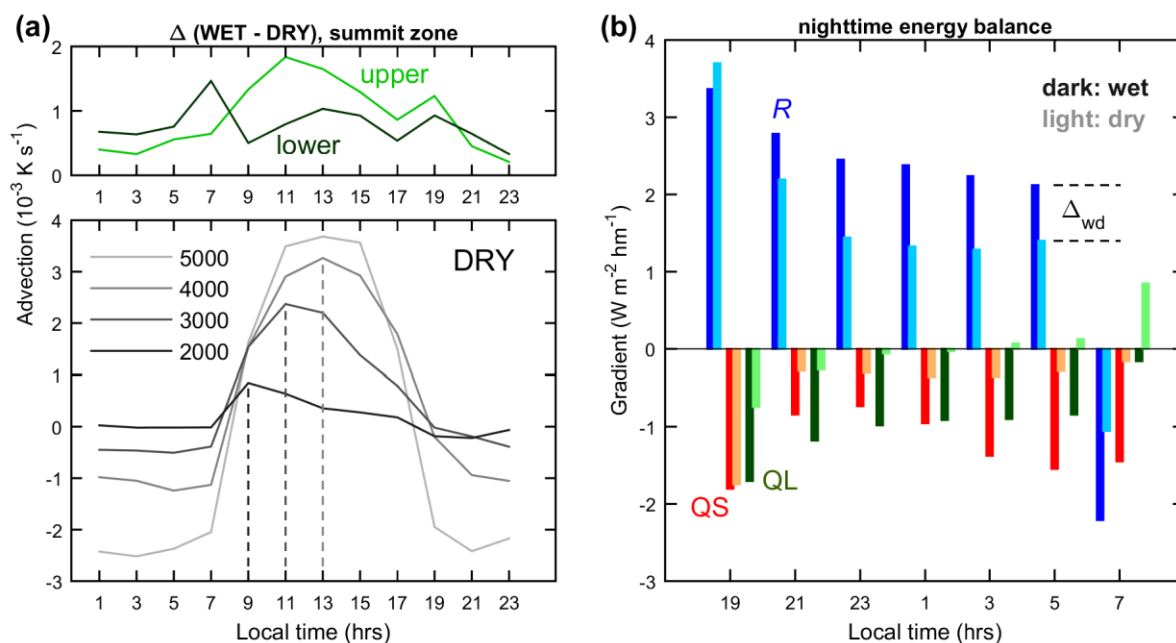 (a)
Δ (WET - DRY), summit zone
2
1
0
upper
lower
1 3 5 7 9 11 13 15 17 19 21 23
Advection (10⁻³ K s⁻¹)
4
3
2
1
0
-1
-2
-3
5000
4000
3000
2000
DRY
1 3 5 7 9 11 13 15 17 19 21 23
Local time (hrs)
(b)
nighttime energy balance
Gradient (W m⁻² hm⁻¹)
4
3
2
1
0
-1
-2
-3
dark: wet
light: dry
R
Δwd
QS
QL
19 21 23 1 3 5 7
Local time (hrs)